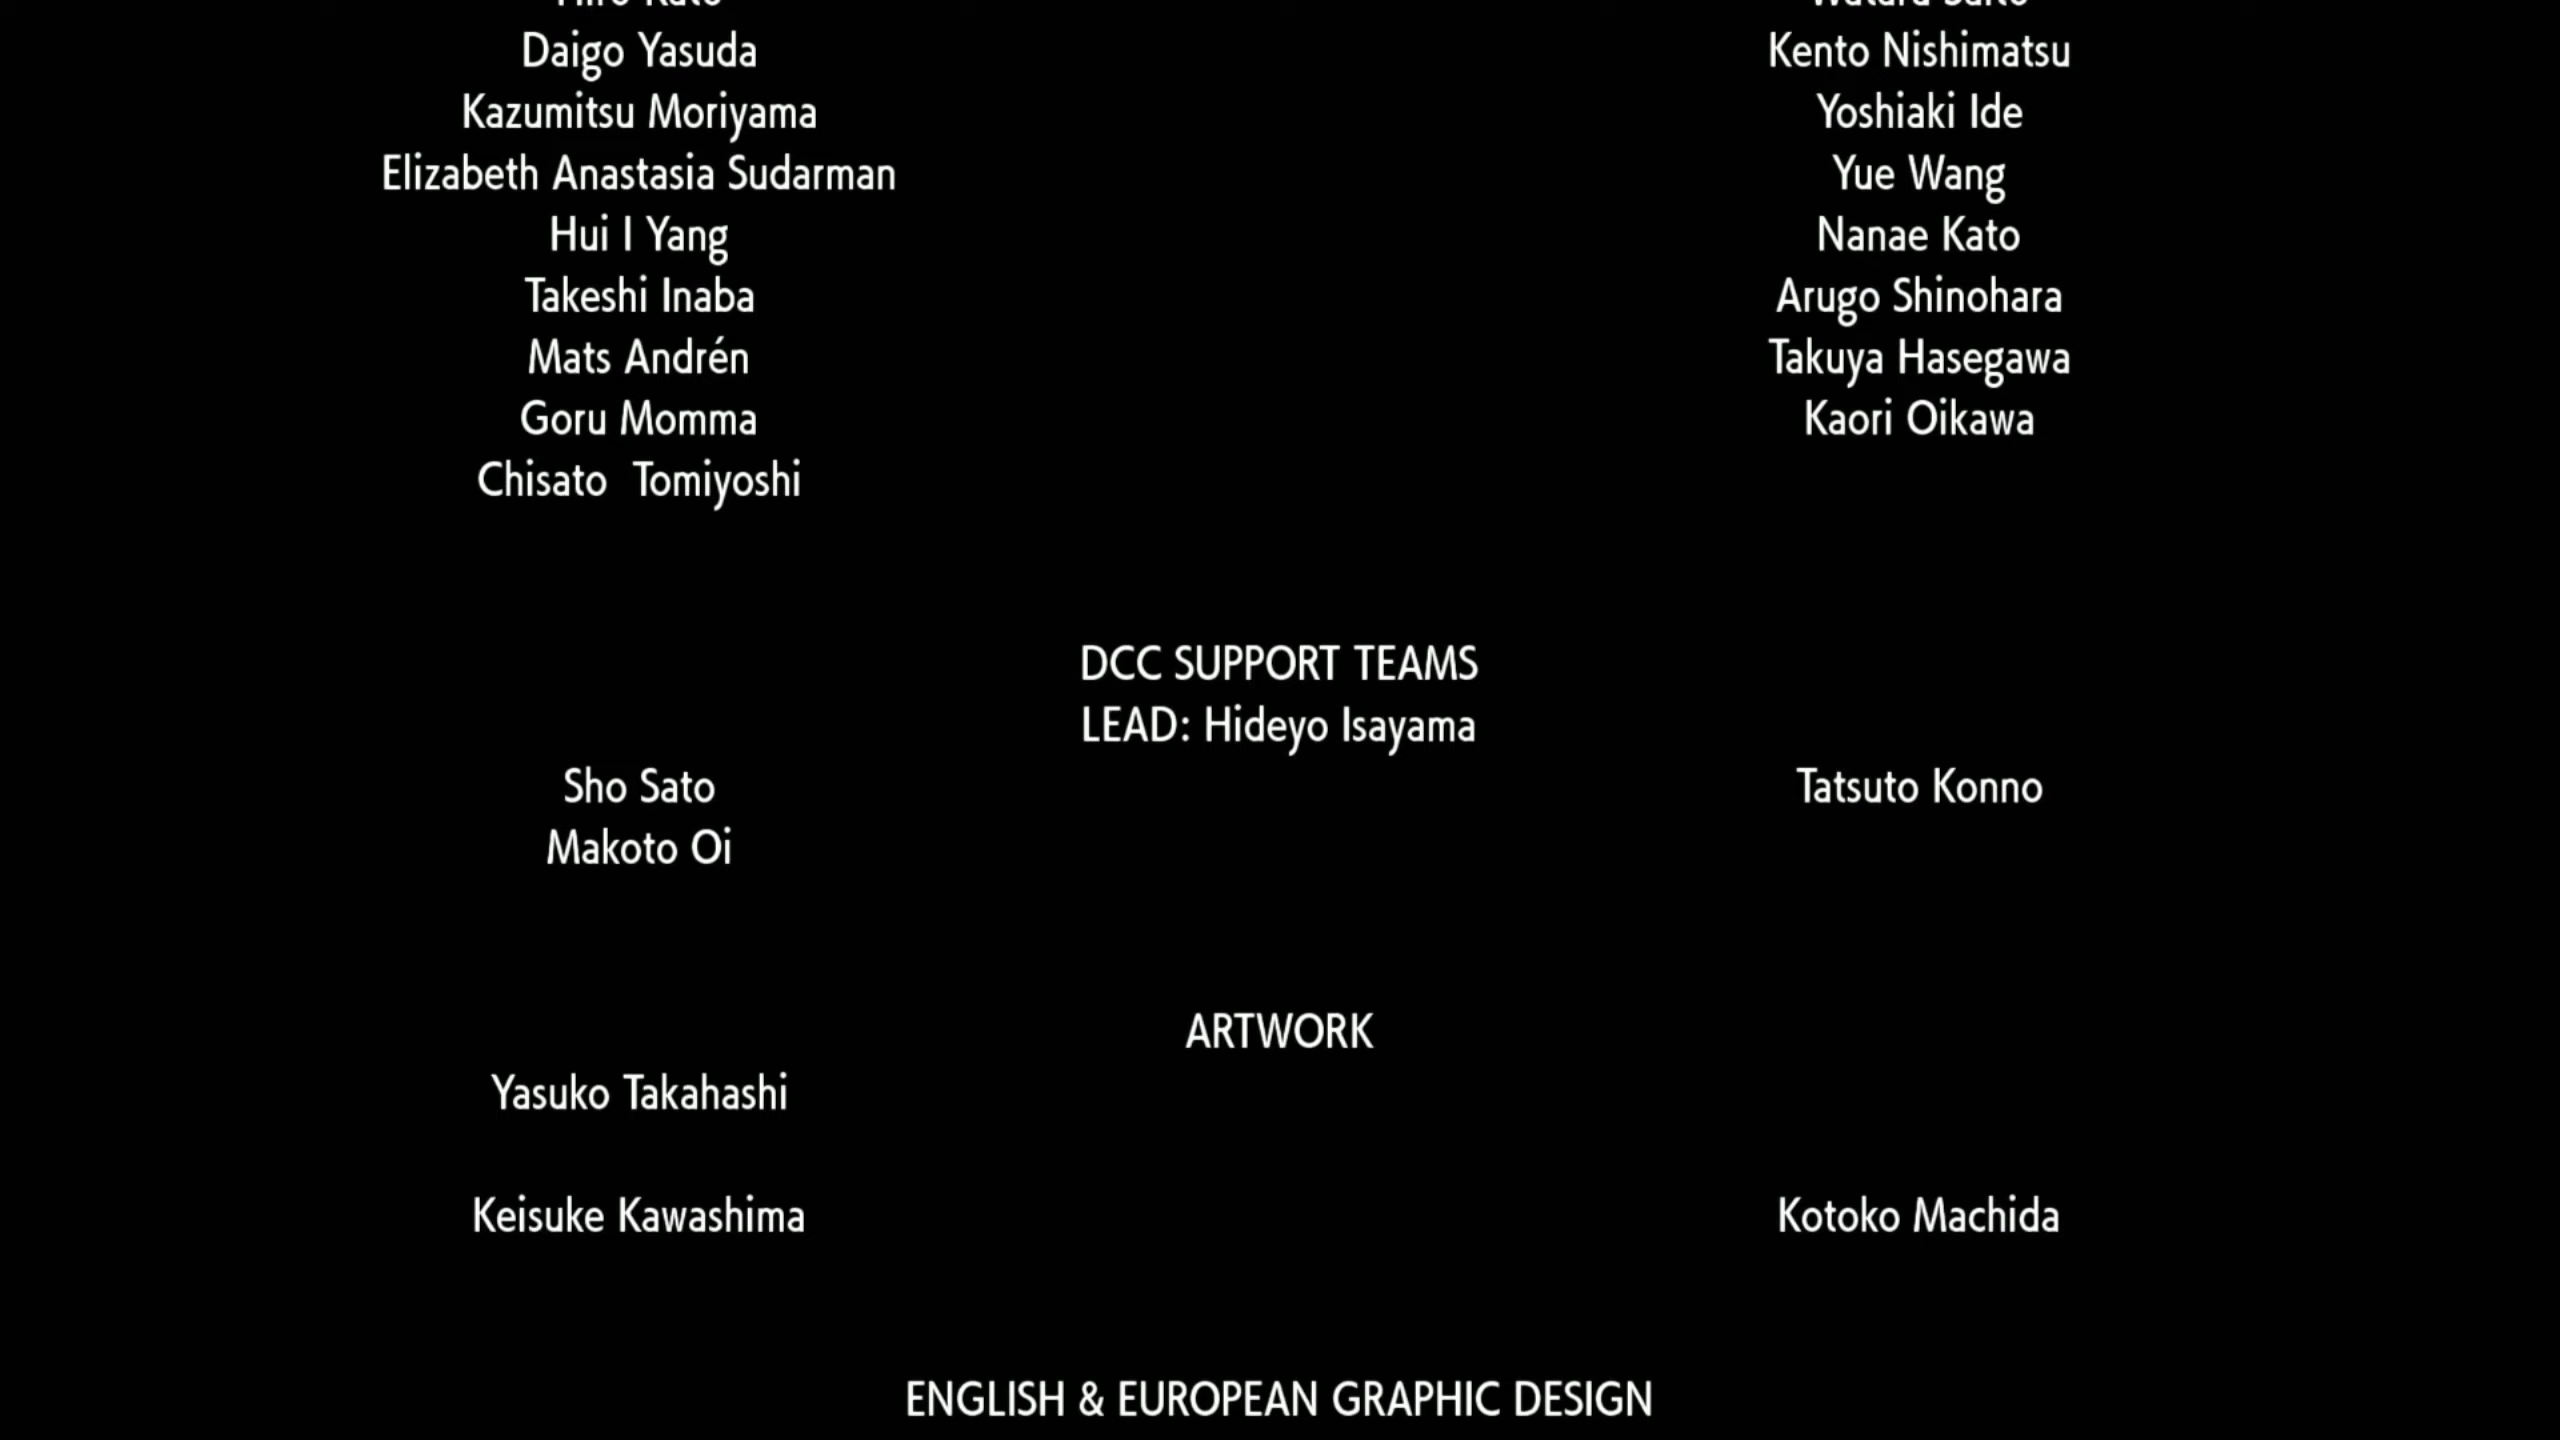 Daigo Yasuda
Kento Nishimatsu
Kazumitsu Moriyama
Yoshiaki Ide
Elizabeth Anastasia Sudarman
Yue Wang
Hui I Yang
Nanae Kato
Takeshi Inaba
Arugo Shinohara
Mats Andrén
Takuya Hasegawa
Goru Momma
Kaori Oikawa
Chisato  Tomiyoshi
DCC SUPPORT TEAMS
LEAD: Hideyo Isayama
Sho Sato
Tatsuto Konno
Makoto Oi
ARTWORK
Yasuko Takahashi
Keisuke Kawashima
Kotoko Machida
ENGLISH & EUROPEAN GRAPHIC DESIGN